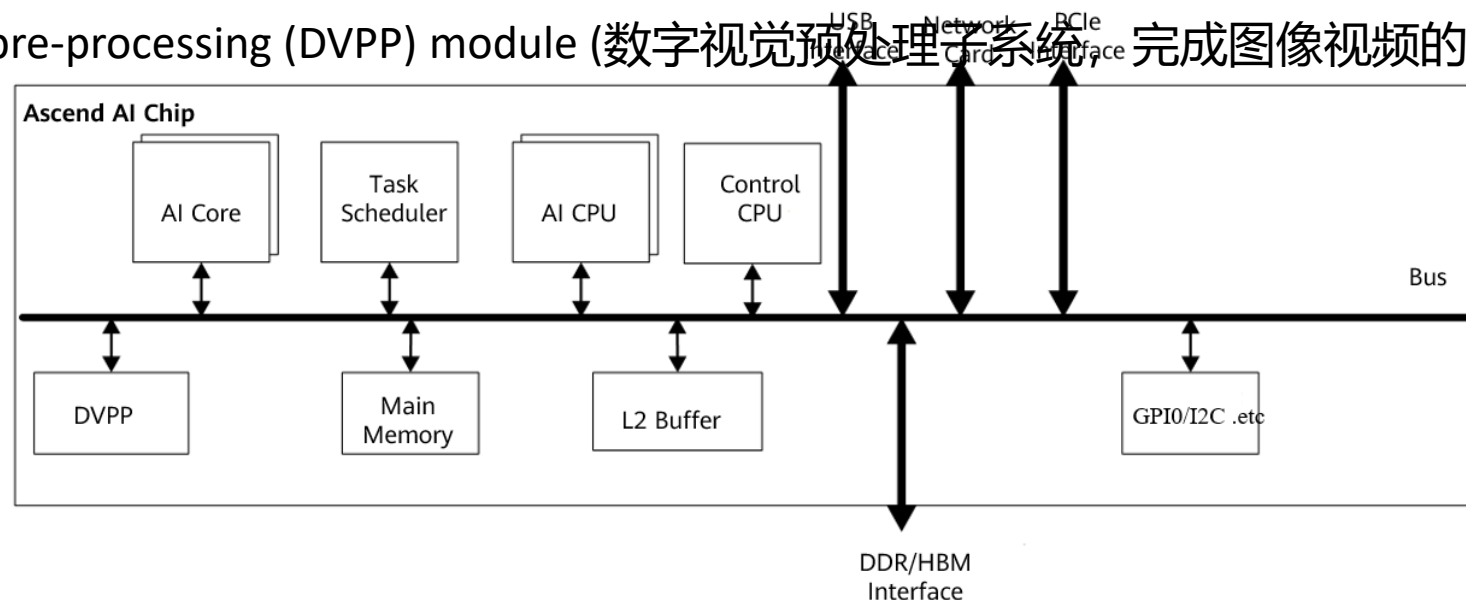 pre-processing (DVPP) module (数字视觉预处理子系统，完成图像视频的
USB
Interface
Network
Card
PCIe
Interface
Ascend AI Chip
AI Core
Task
Scheduler
AI CPU
Control
CPU
Bus
DVPP
Main
Memory
L2 Buffer
GPI0/I2C .etc
DDR/HBM
Interface